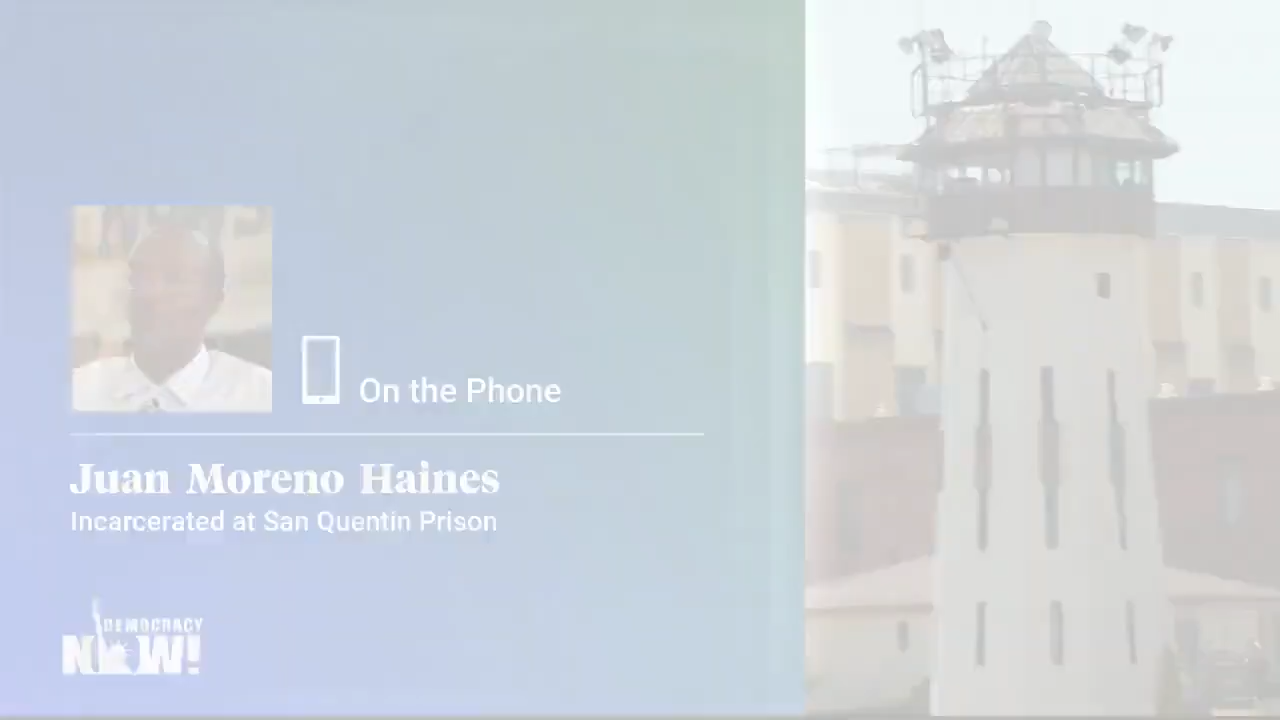 On the Phone
Juan Moreno Haines
Incarcerated at San Quentin Prison
DEMOCRACY
NOW!